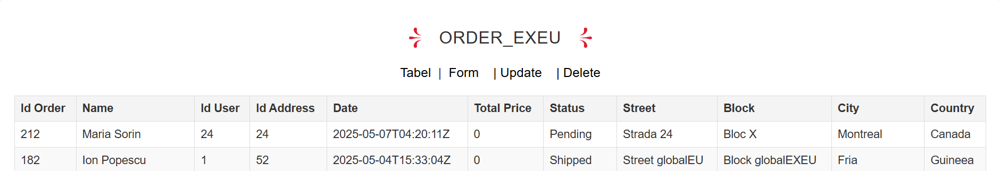 ORDER_EXEU
Tabel | Form | Update | Delete
Id Order Name Id User Id Address Date Total Price Status Street Block City Country
212 Maria Sorin 24 24 2025-05-07T04:20:11Z 0 Pending Strada 24 Bloc X Montreal Canada
182 Ion Popescu 1 52 2025-05-04T15:33:04Z 0 Shipped Street globalEU Block globalEXEU Fria Guineea